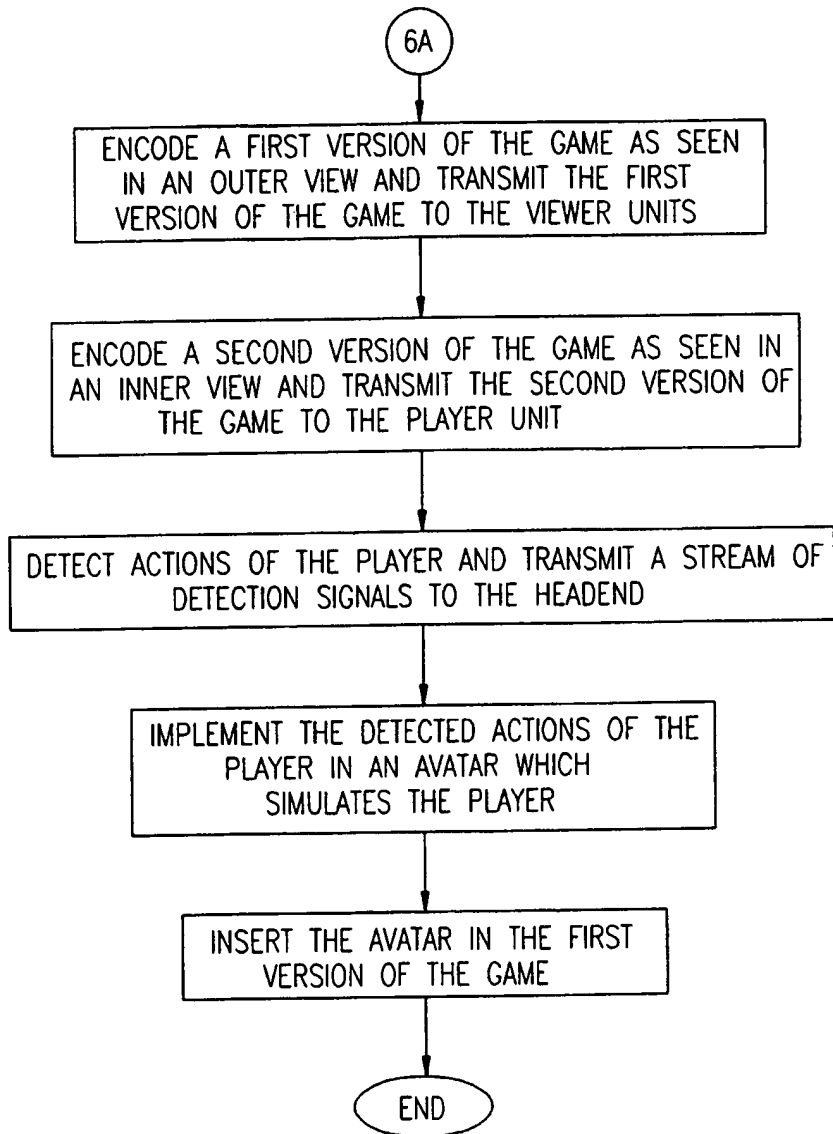 6A
ENCODE A FIRST VERSION OF THE GAME AS SEEN
IN AN OUTER VIEW AND TRANSMIT THE FIRST
VERSION OF THE GAME TO THE VIEWER UNITS
ENCODE A SECOND VERSION OF THE GAME AS SEEN IN
AN INNER VIEW AND TRANSMIT THE SECOND VERSION OF
THE GAME TO THE PLAYER UNIT
DETECT ACTIONS OF THE PLAYER AND TRANSMIT A STREAM OF
DETECTION SIGNALS TO THE HEADEND
IMPLEMENT THE DETECTED ACTIONS OF THE
PLAYER IN AN AVATAR WHICH
SIMULATES THE PLAYER
INSERT THE AVATAR IN THE FIRST
VERSION OF THE GAME
END